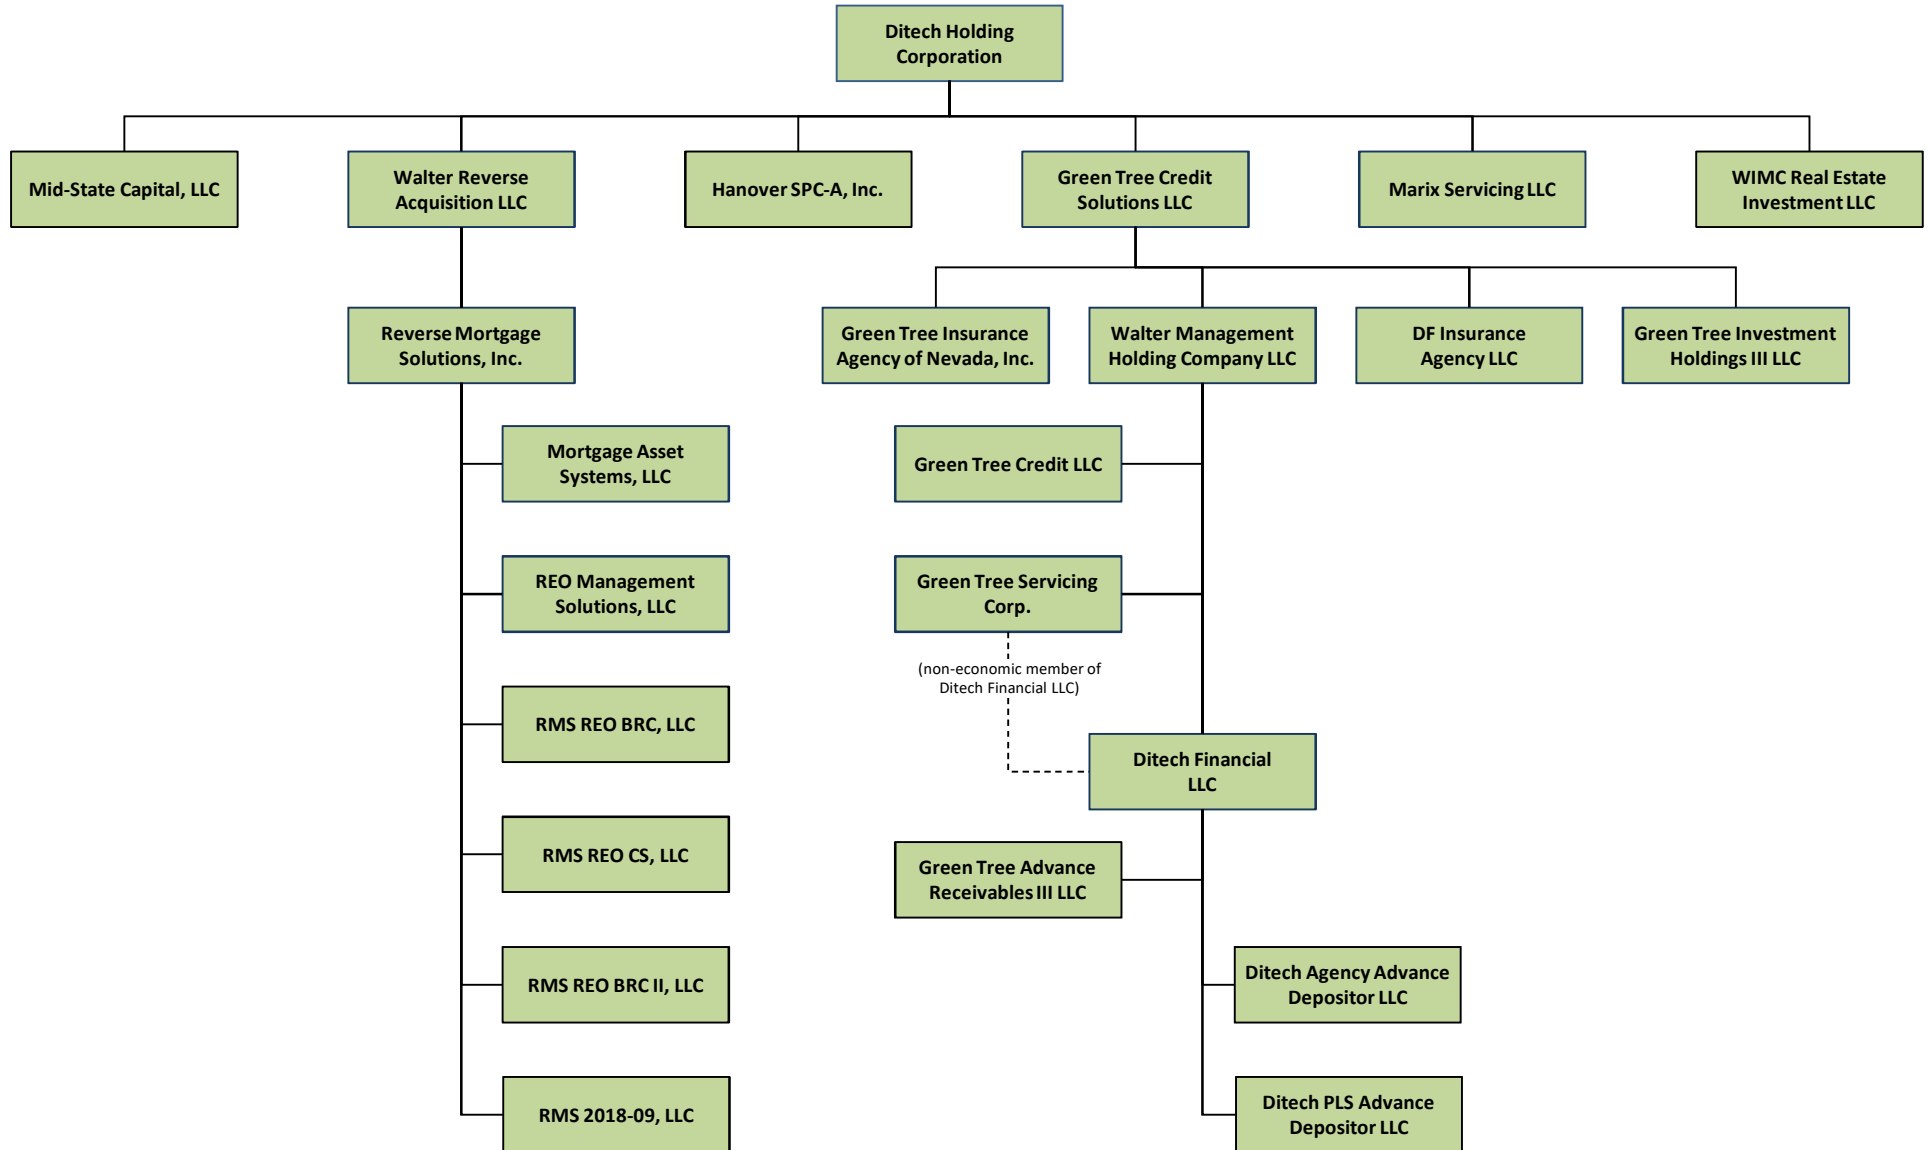 Ditech Holding
Corporation
Mid-State Capital, LLC
Walter Reverse
Acquisition LLC
Hanover SPC-A, Inc.
Green Tree Credit
Solutions LLC
Marix Servicing LLC
WIMC Real Estate
Investment LLC
Reverse Mortgage
Solutions, Inc.
Green Tree Insurance
Agency of Nevada, Inc.
Walter Management
Holding Company LLC
DF Insurance
Agency LLC
Green Tree Investment
Holdings III LLC
Mortgage Asset
Systems, LLC
Green Tree Credit LLC
REO Management
Solutions, LLC
Green Tree Servicing
Corp.
(non-economic member of
Ditech Financial LLC)
RMS REO BRC, LLC
Ditech Financial
LLC
RMS REO CS, LLC
Green Tree Advance
Receivables III LLC
RMS REO BRC II, LLC
Ditech Agency Advance
Depositor LLC
RMS 2018-09, LLC
Ditech PLS Advance
Depositor LLC